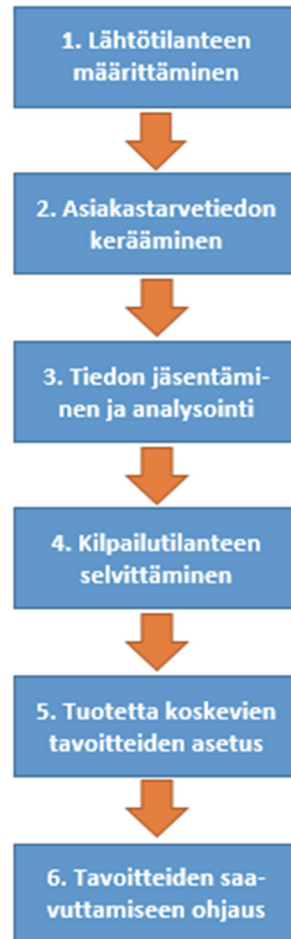 1. Lähtötilanteen
määrittäminen
2. Asiakastarvetiedon
kerääminen
3. Tiedon jäsentämi-
nen ja analysointi
4. Kilpailutilanteen
selvittäminen
5. Tuotetta koskevien
tavoitteiden asetus
6. Tavoitteiden saa-
vuttamiseen ohjaus